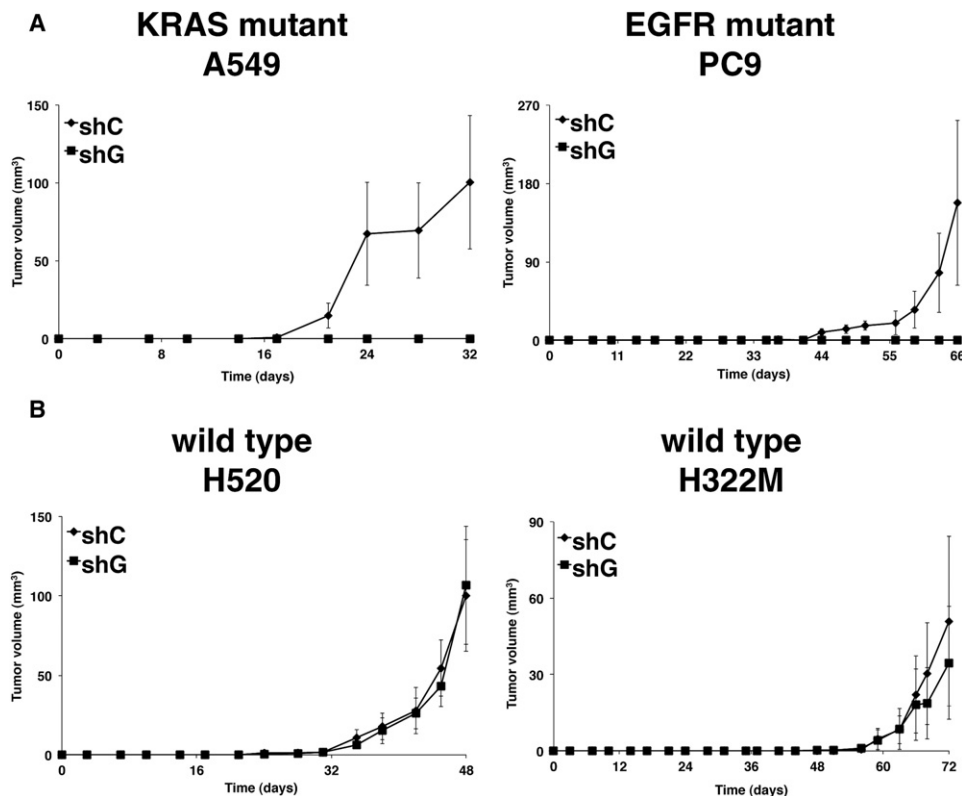 A
KRAS mutant
A549
EGFR mutant
PC9
150
100
50
0
Tumor volume (mm³)
shC
shG
0 8 16 24 32
Time (days)
270
180
90
0
Tumor volume (mm³)
shC
shG
0 11 22 33 44 55 66
Time (days)
B
wild type
H520
wild type
H322M
150
100
50
0
Tumor volume (mm³)
shC
shG
0 16 32 48
Time (days)
90
60
30
0
Tumor volume (mm³)
shC
shG
0 12 24 36 48 60 72
Time (days)